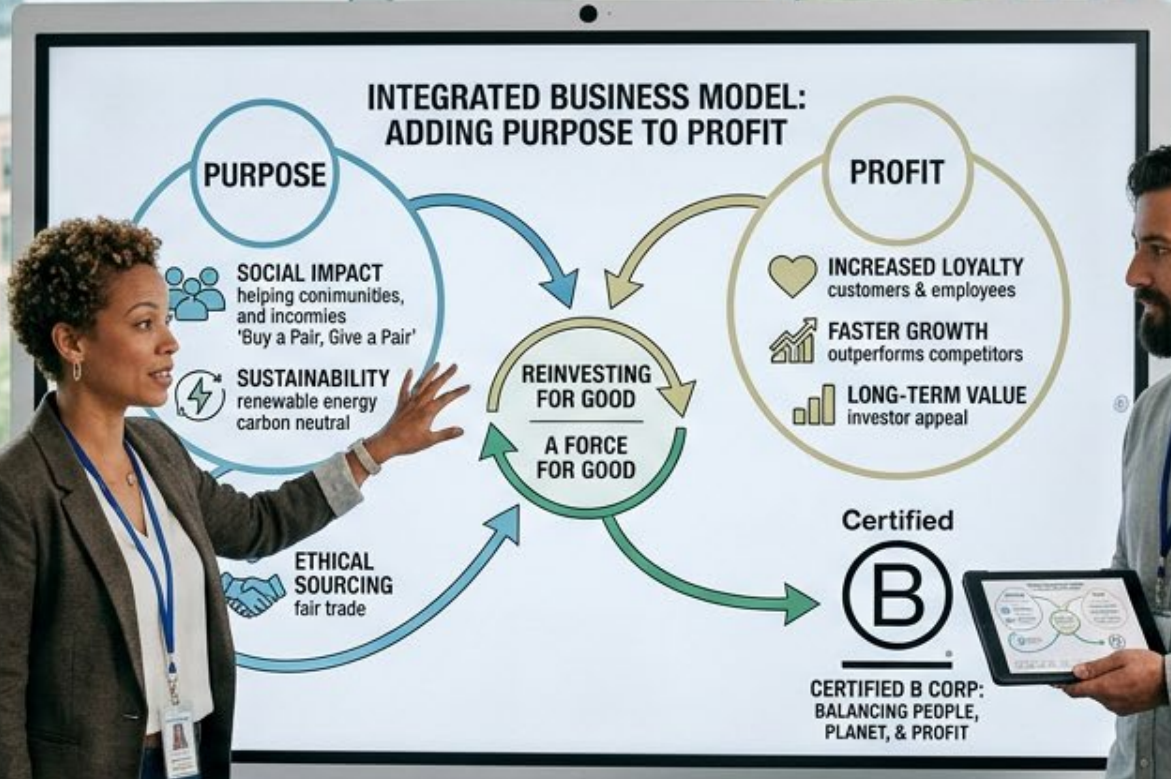 INTEGRATED BUSINESS MODEL:
ADDING PURPOSE TO PROFIT
PURPOSE
SOCIAL IMPACT
helping conimunities,
and incomnies
'Buy a Pair, Give a Pair'
SUSTAINABILITY
renewable energy
carbon neutral
ETHICAL
SOURCING
fair trade
REINVESTING
FOR GOOD
A FORCE
FOR GOOD
PROFIT
INCREASED LOYALTY
customers & employees
FASTER GROWTH
outperforms competitors
LONG-TERM VALUE
investor appeal
Certified
B
®
CERTIFIED B CORP:
BALANCING PEOPLE,
PLANET, & PROFIT
©